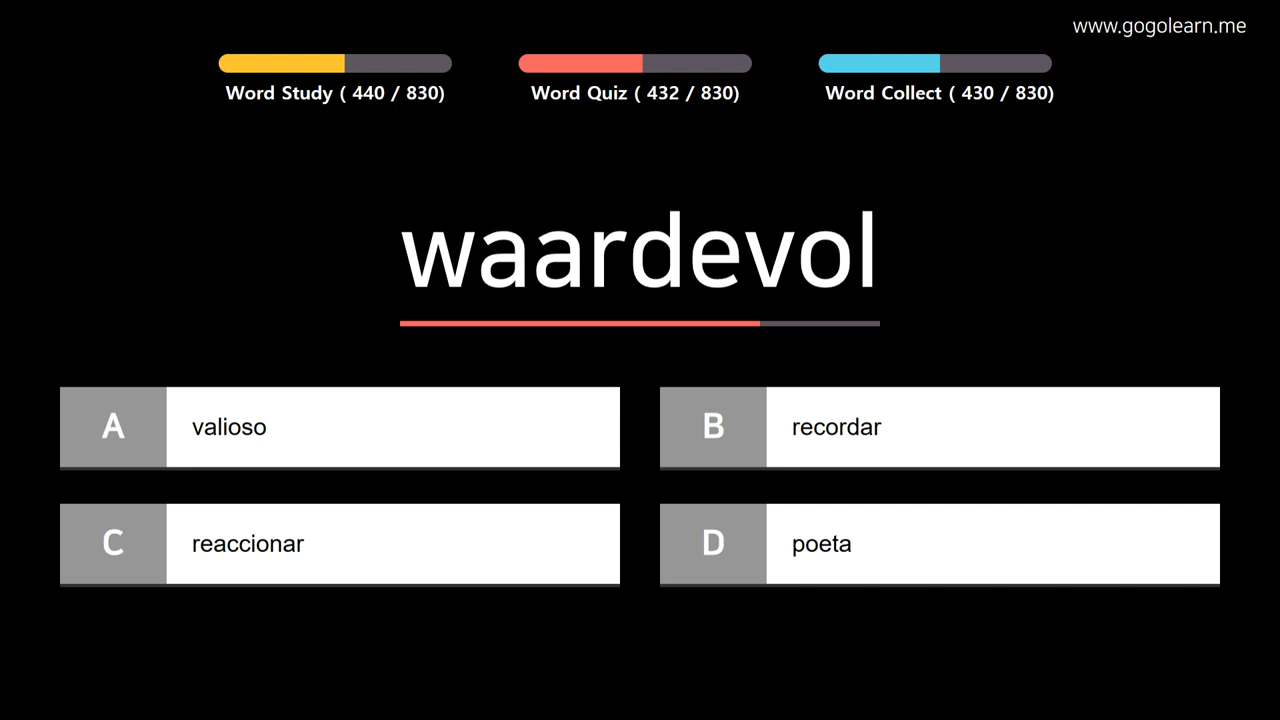 www.gogolearn.me
Word Study ( 440 / 830)
Word Quiz ( 432 / 830)
Word Collect ( 430 / 830)
waardevol
A valioso
B recordar
C reaccionar
D poeta